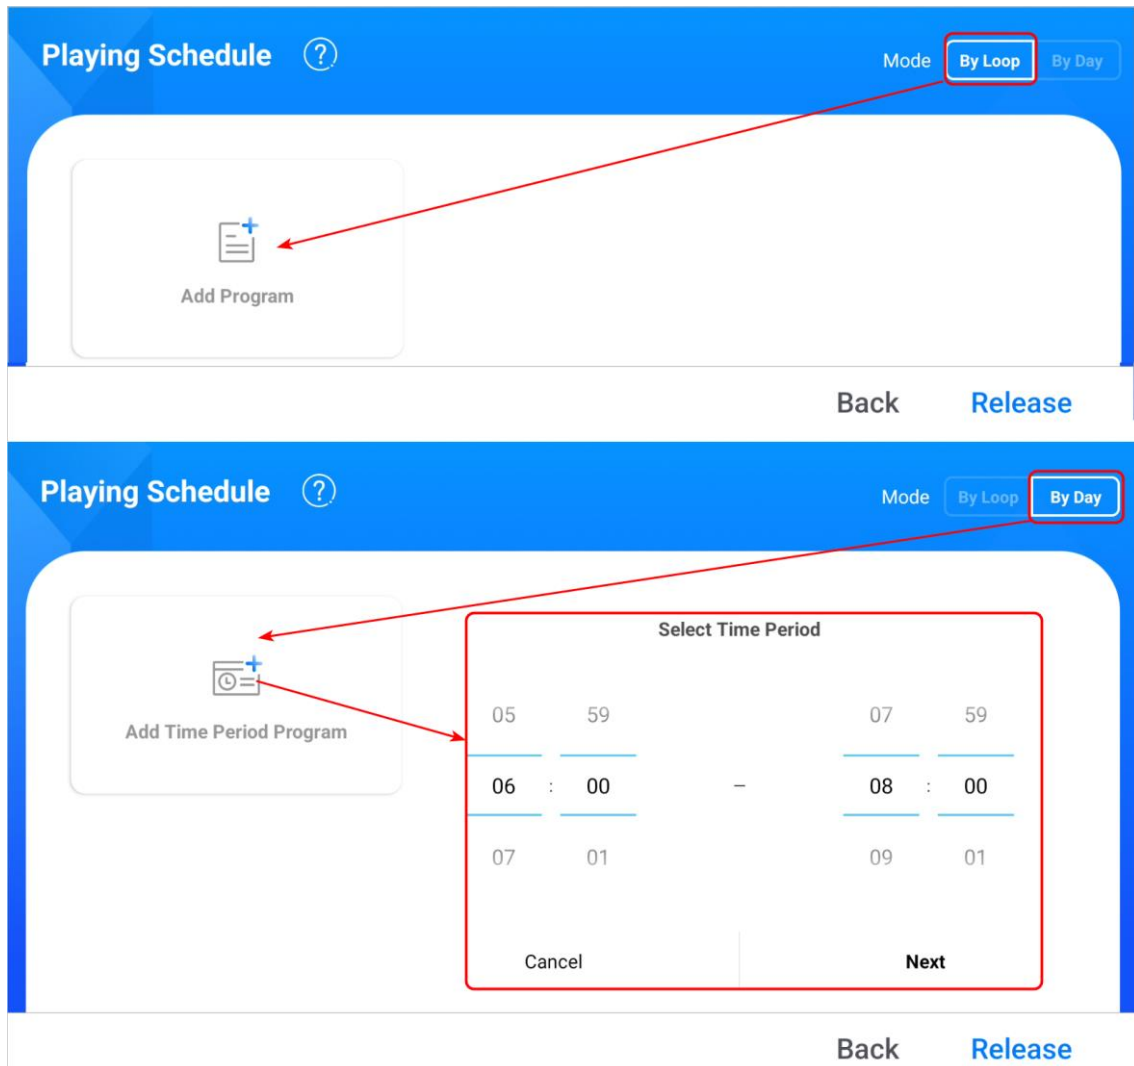 Playing Schedule ? Mode By Loop By Day
Add Program
Back Release
Playing Schedule ? Mode By Loop By Day
Select Time Period
05 59 07 59
Add Time Period Program
06 : 00 – 08 : 00
07 01 09 01
Cancel Next
Back Release